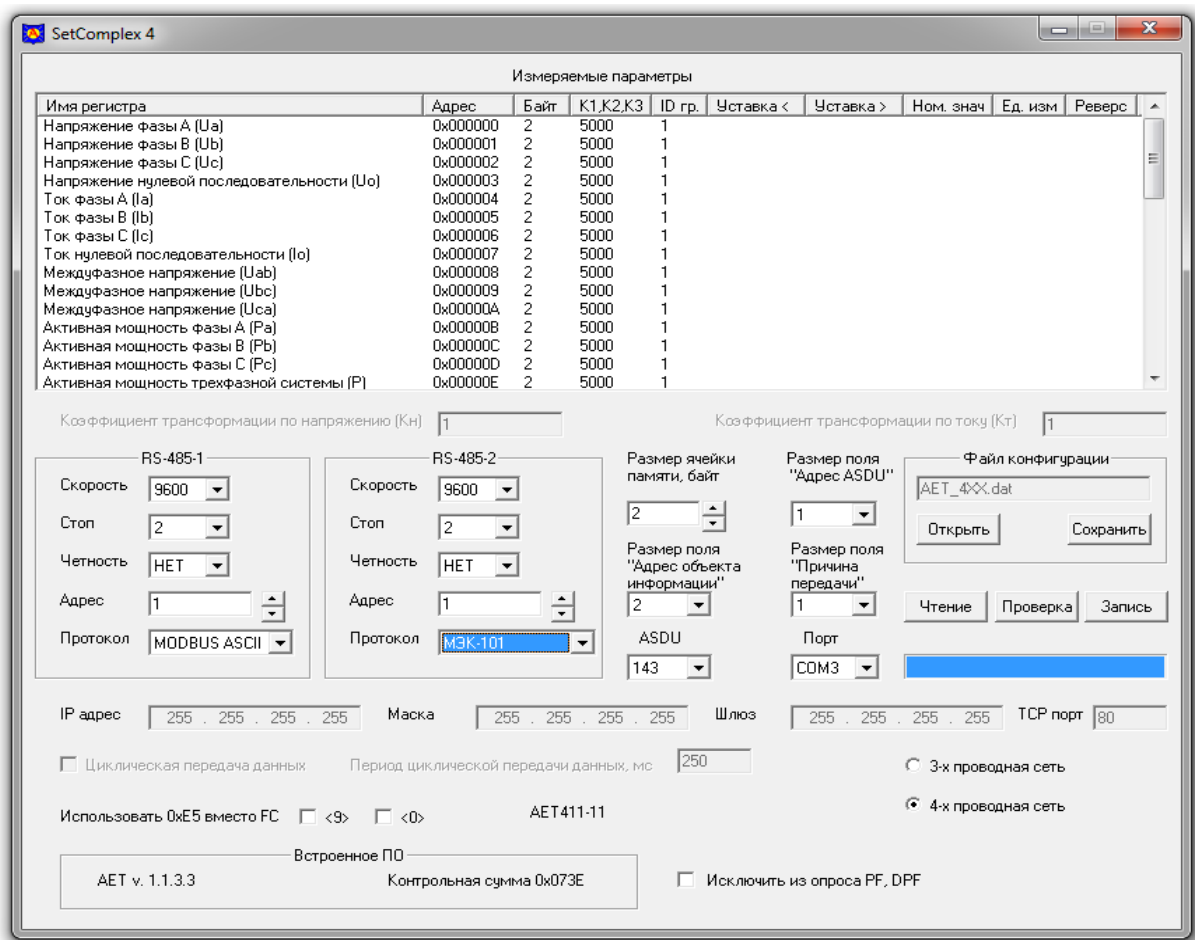 SetComplex 4
Измеряемые параметры
Имя регистра Адрес Байт K1,K2,K3 ID гр. Уставка < Уставка > Ном. знач Ед. изм Реверс
Напряжение фазы A (Ua) 0x000000 2 5000 1
Напряжение фазы B (Ub) 0x000001 2 5000 1
Напряжение фазы C (Uc) 0x000002 2 5000 1
Напряжение нулевой последовательности (Uo) 0x000003 2 5000 1
Ток фазы A (Ia) 0x000004 2 5000 1
Ток фазы B (Ib) 0x000005 2 5000 1
Ток фазы C (Ic) 0x000006 2 5000 1
Ток нулевой последовательности (Io) 0x000007 2 5000 1
Междуфазное напряжение (Uab) 0x000008 2 5000 1
Междуфазное напряжение (Ubc) 0x000009 2 5000 1
Междуфазное напряжение (Uca) 0x00000A 2 5000 1
Активная мощность фазы A (Pa) 0x00000B 2 5000 1
Активная мощность фазы B (Pb) 0x00000C 2 5000 1
Активная мощность фазы C (Pc) 0x00000D 2 5000 1
Активная мощность трехфазной системы (P) 0x00000E 2 5000 1
Коэффициент трансформации по напряжению (Кн) 1 Коэффициент трансформации по току (Кт) 1
RS-485-1
Скорость 9600
Стоп 2
Четность НЕТ
Адрес 1
Протокол MODBUS ASCII
RS-485-2
Скорость 9600
Стоп 2
Четность НЕТ
Адрес 1
Протокол МЭК-101
Размер ячейки
памяти, байт
2
Размер поля
"Адрес объекта
информации"
2
ASDU
143
Размер поля
"Адрес ASDU"
1
Размер поля
"Причина
передачи"
1
Порт
COM3
Файл конфигурации
AET_4XX.dat
Открыть Сохранить
Чтение Проверка Запись
IP адрес 255 . 255 . 255 . 255 Маска 255 . 255 . 255 . 255 Шлюз 255 . 255 . 255 . 255 TCP порт 80
Циклическая передача данных Период циклической передачи данных, мс 250
3-х проводная сеть
4-х проводная сеть
Использовать 0xE5 вместо FC <9> <0> AET411-11
Встроенное ПО
AET v. 1.1.3.3 Контрольная сумма 0x073E
Исключить из опроса PF, DPF